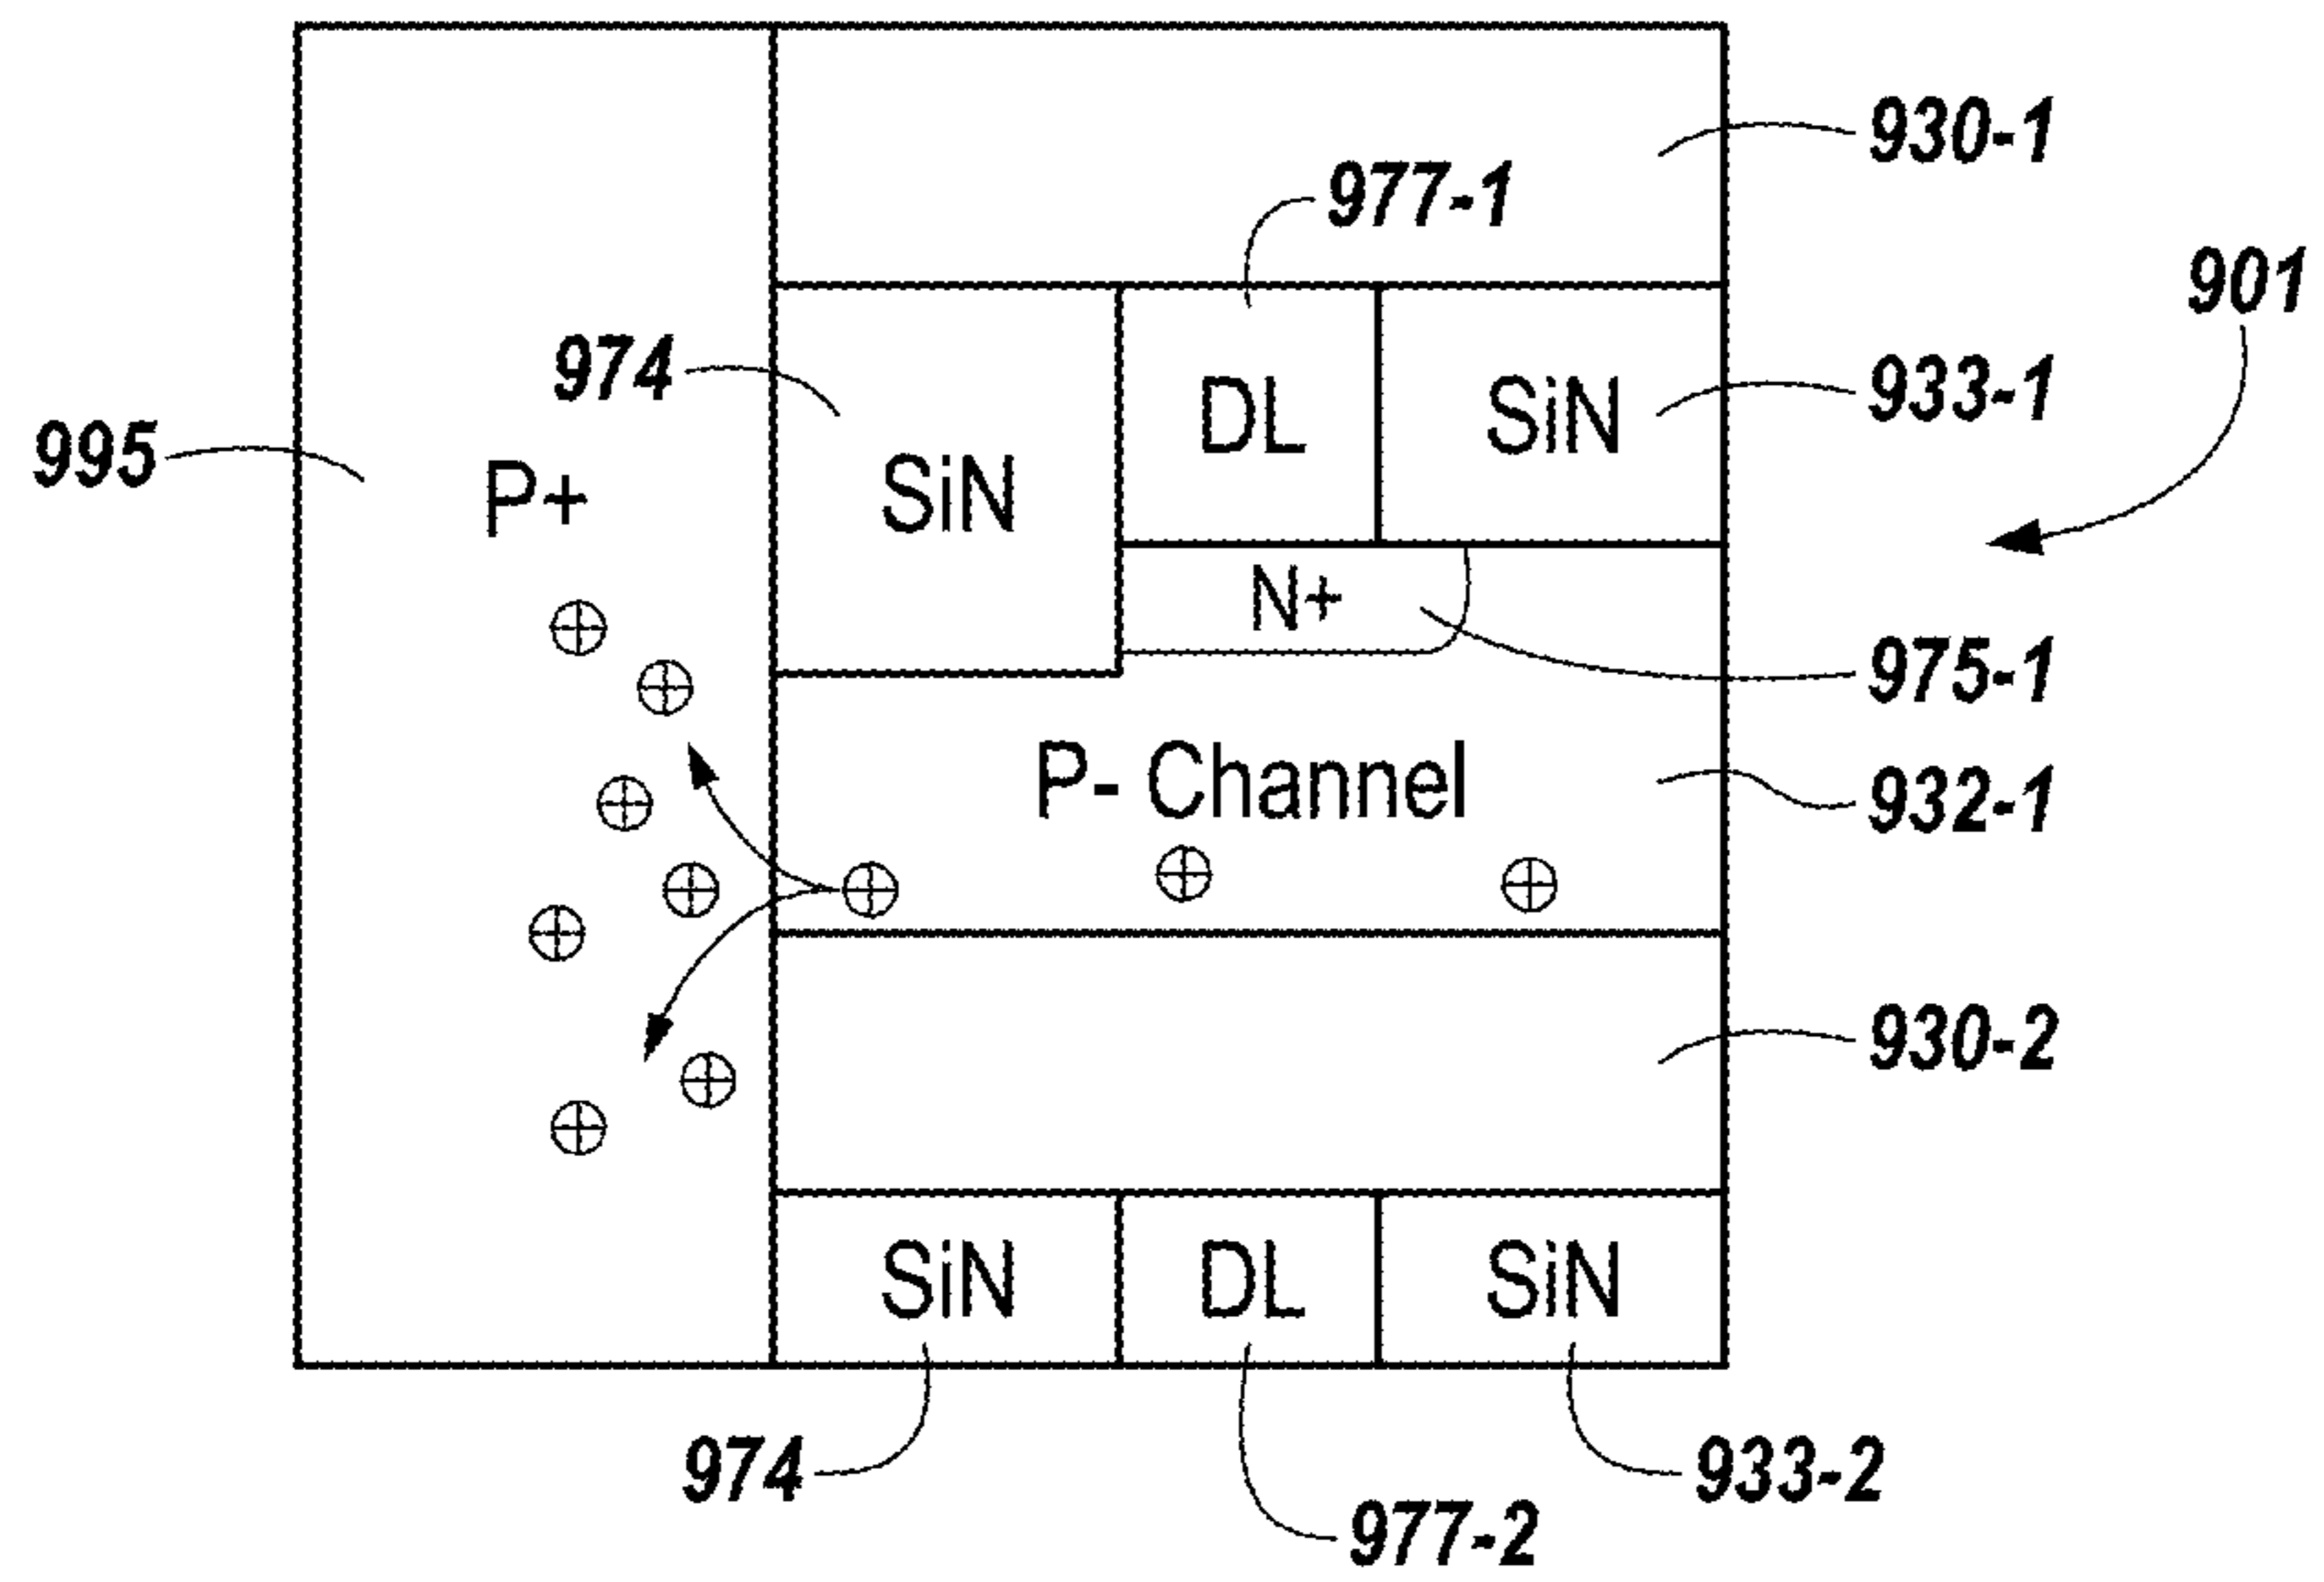 930-1
977-1
901
974
DL
SiN
933-1
995
P+
SiN
N+
975-1
P- Channel
932-1
930-2
SiN
DL
SiN
974
933-2
977-2